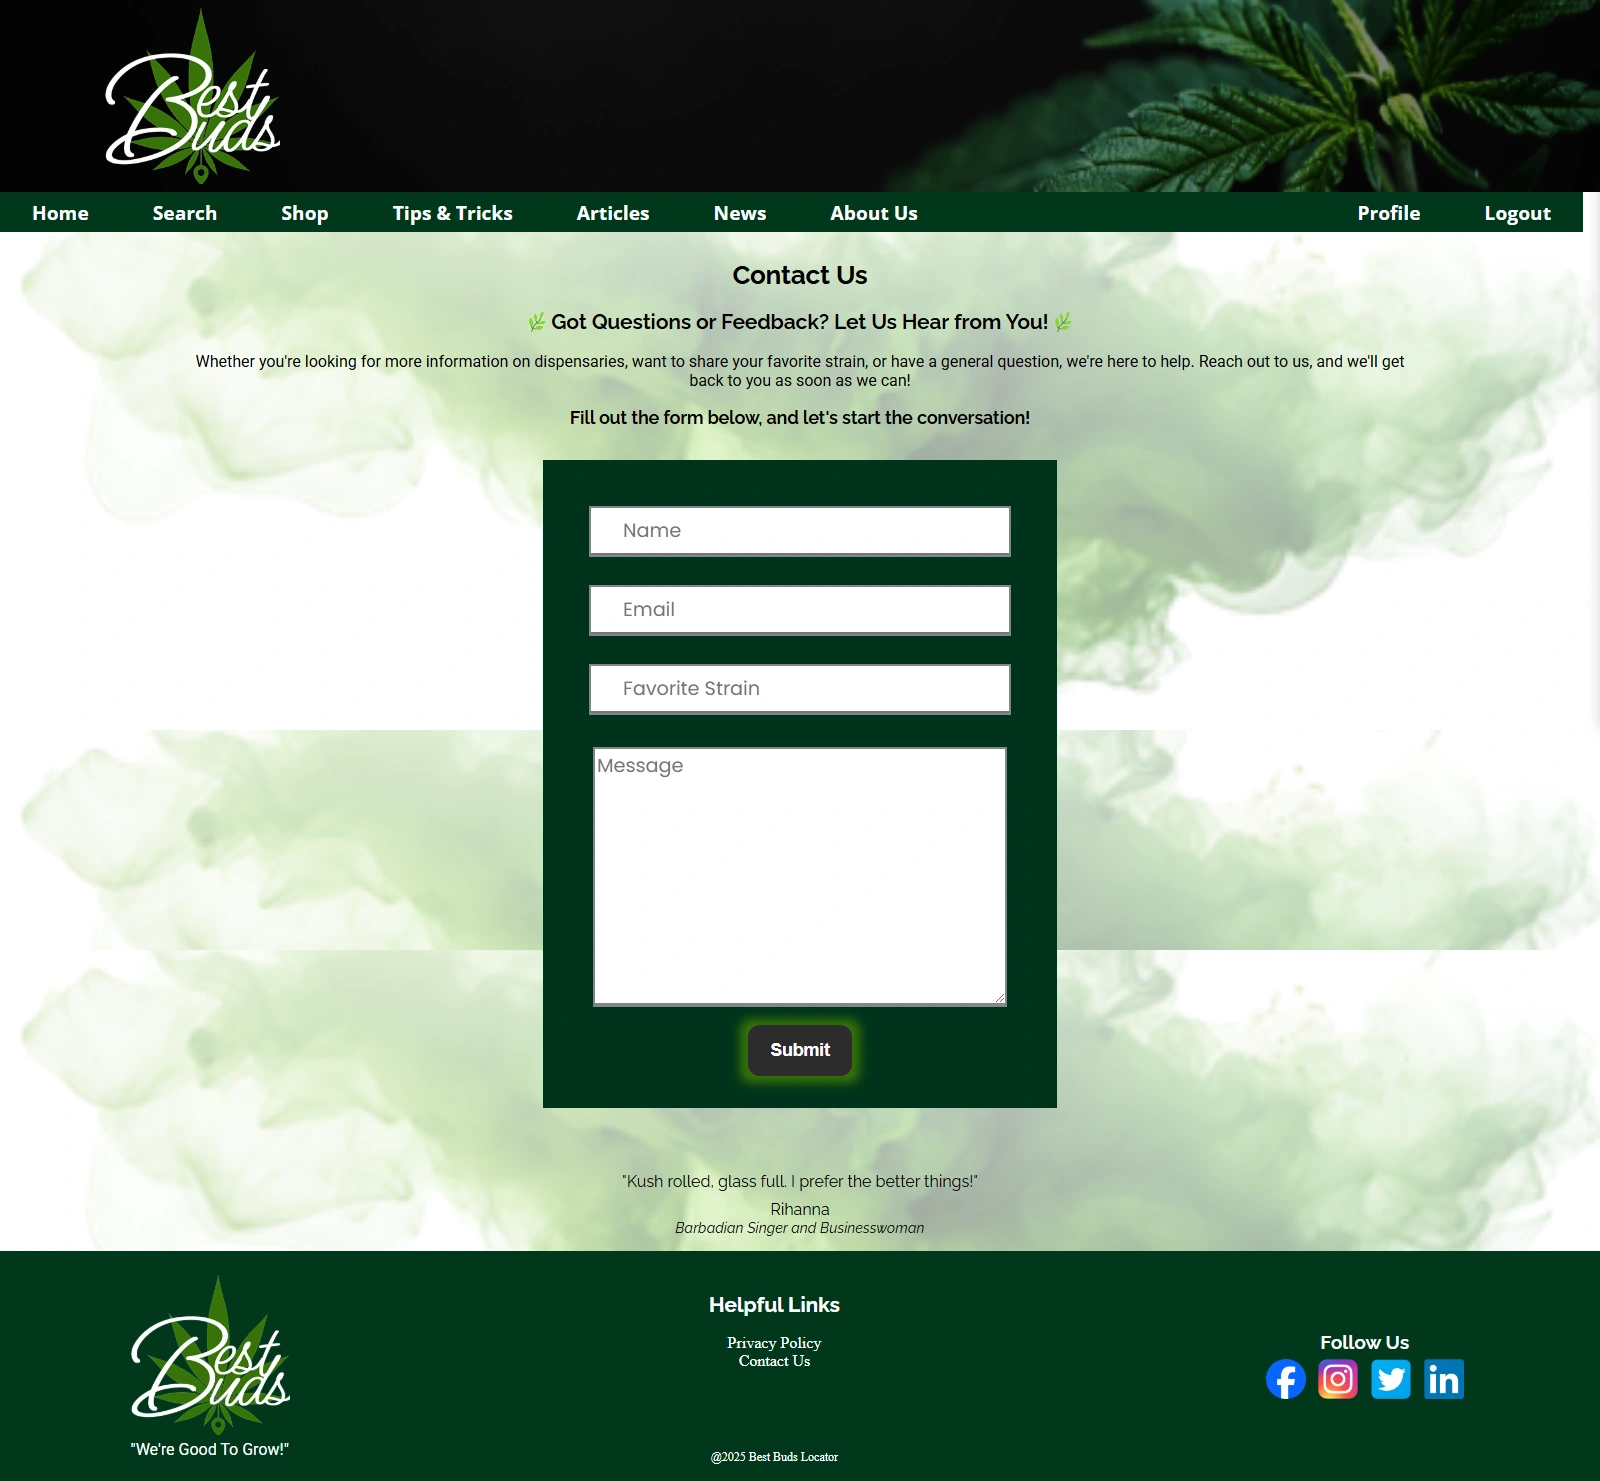 Best
Buds
Home Search Shop Tips & Tricks Articles News About Us Profile Logout
Contact Us
🌿 Got Questions or Feedback? Let Us Hear from You! 🌿
Whether you're looking for more information on dispensaries, want to share your favorite strain, or have a general question, we're here to help. Reach out to us, and we'll get
back to you as soon as we can!
Fill out the form below, and let's start the conversation!
Name
Email
Favorite Strain
Message
Submit
"Kush rolled, glass full. I prefer the better things!"
Rihanna
Barbadian Singer and Businesswoman
Best
Buds
"We're Good To Grow!"
Helpful Links
Privacy Policy
Contact Us
@2025 Best Buds Locator
Follow Us